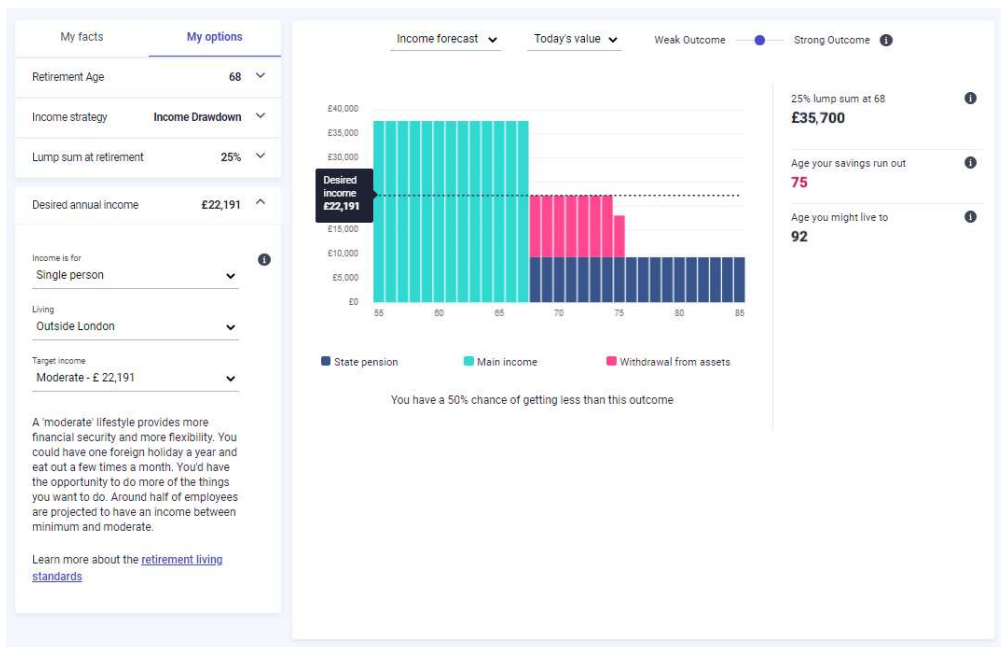 My facts My options
Retirement Age 68
Income strategy Income Drawdown
Lump sum at retirement 25%
Desired annual income £22,191
Income is for
Single person
Living
Outside London
Target income
Moderate - £ 22,191
A 'moderate' lifestyle provides more
financial security and more flexibility. You
could have one foreign holiday a year and
eat out a few times a month. You'd have
the opportunity to do more of the things
you want to do. Around half of employees
are projected to have an income between
minimum and moderate.
Learn more about the retirement living
standards
Income forecast Today's value Weak Outcome Strong Outcome
£40,000
£35,000
£30,000
Desired
income
£22,191
£15,000
£10,000
£5,000
£0
55 60 65 70 75 80 85
State pension Main income Withdrawal from assets
You have a 50% chance of getting less than this outcome
25% lump sum at 68
£35,700
Age your savings run out
75
Age you might live to
92